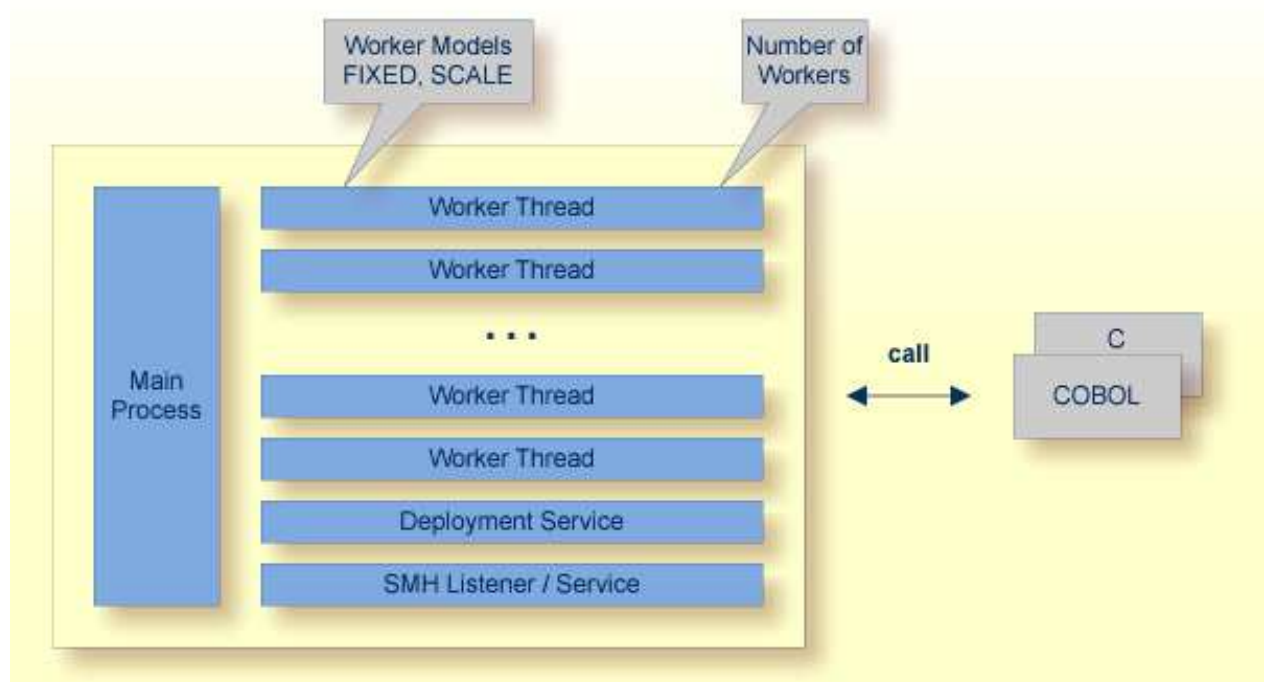 Worker Models
FIXED, SCALE
Number of
Workers
Main
Process
Worker Thread
Worker Thread
...
Worker Thread
Worker Thread
Deployment Service
SMH Listener / Service
call
C
COBOL